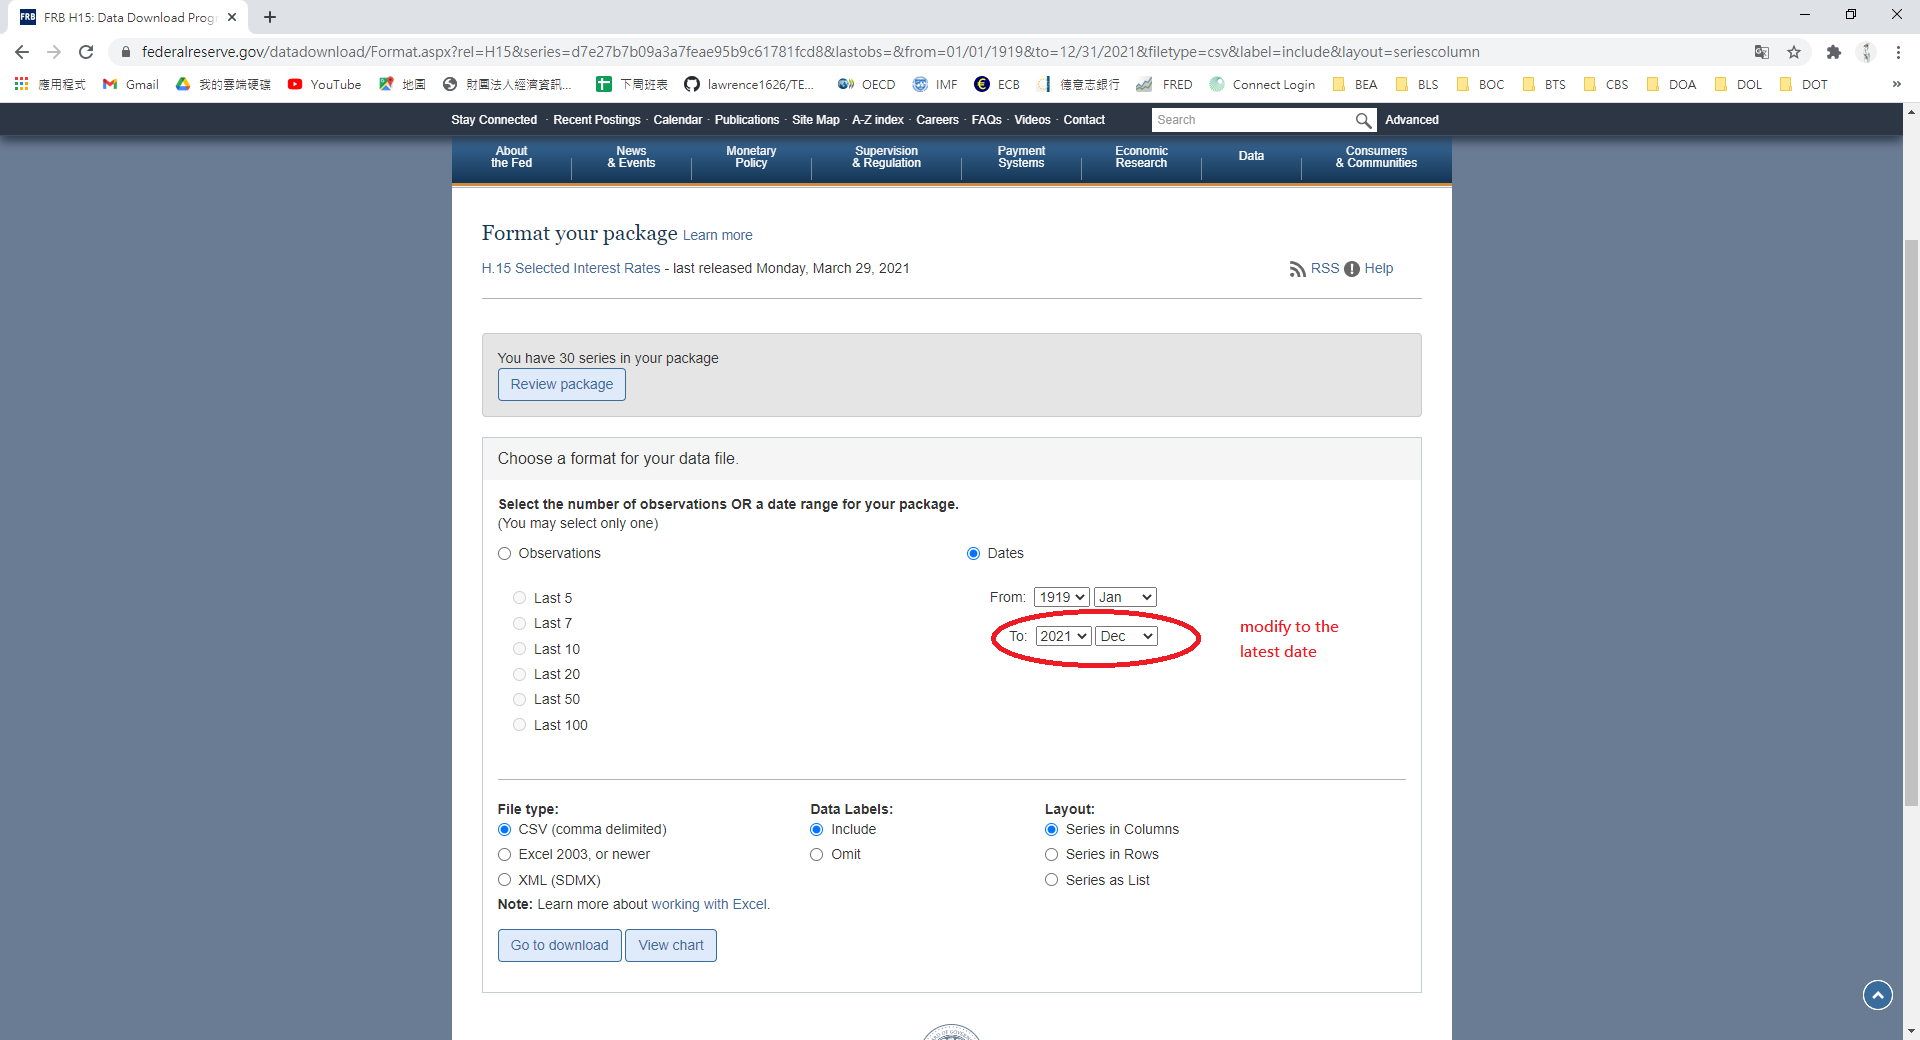 FRB
FRB H15: Data Download Prog
federalreserve.gov/datadownload/Format.aspx?rel=H15&series=d7e27b7b09a3a7feae95b9c61781fcd8&lastobs=&from=01/01/1919&to=12/31/2021&filetype=csv&label=include&layout=seriescolumn
應用程式 Gmail 我的雲端硬碟 YouTube 地圖 財團法人經濟資訊... 下周班表 lawrence1626/TE... OECD IMF ECB 德意志銀行 FRED Connect Login BEA BLS BOC BTS CBS DOA DOL DOT »
Stay Connected · Recent Postings · Calendar · Publications · Site Map · A-Z index · Careers · FAQs · Videos · Contact Search Advanced
About
the Fed
News
& Events
Monetary
Policy
Supervision
& Regulation
Payment
Systems
Economic
Research
Data
Consumers
& Communities
Format your package Learn more
H.15 Selected Interest Rates - last released Monday, March 29, 2021 RSS Help
You have 30 series in your package
Review package
Choose a format for your data file.
Select the number of observations OR a date range for your package.
(You may select only one)
Observations
Last 5
Last 7
Last 10
Last 20
Last 50
Last 100
Dates
From: 1919 Jan
To: 2021 Dec
modify to the
latest date
File type:
CSV (comma delimited)
Excel 2003, or newer
XML (SDMX)
Data Labels:
Include
Omit
Layout:
Series in Columns
Series in Rows
Series as List
Note: Learn more about working with Excel.
Go to download View chart